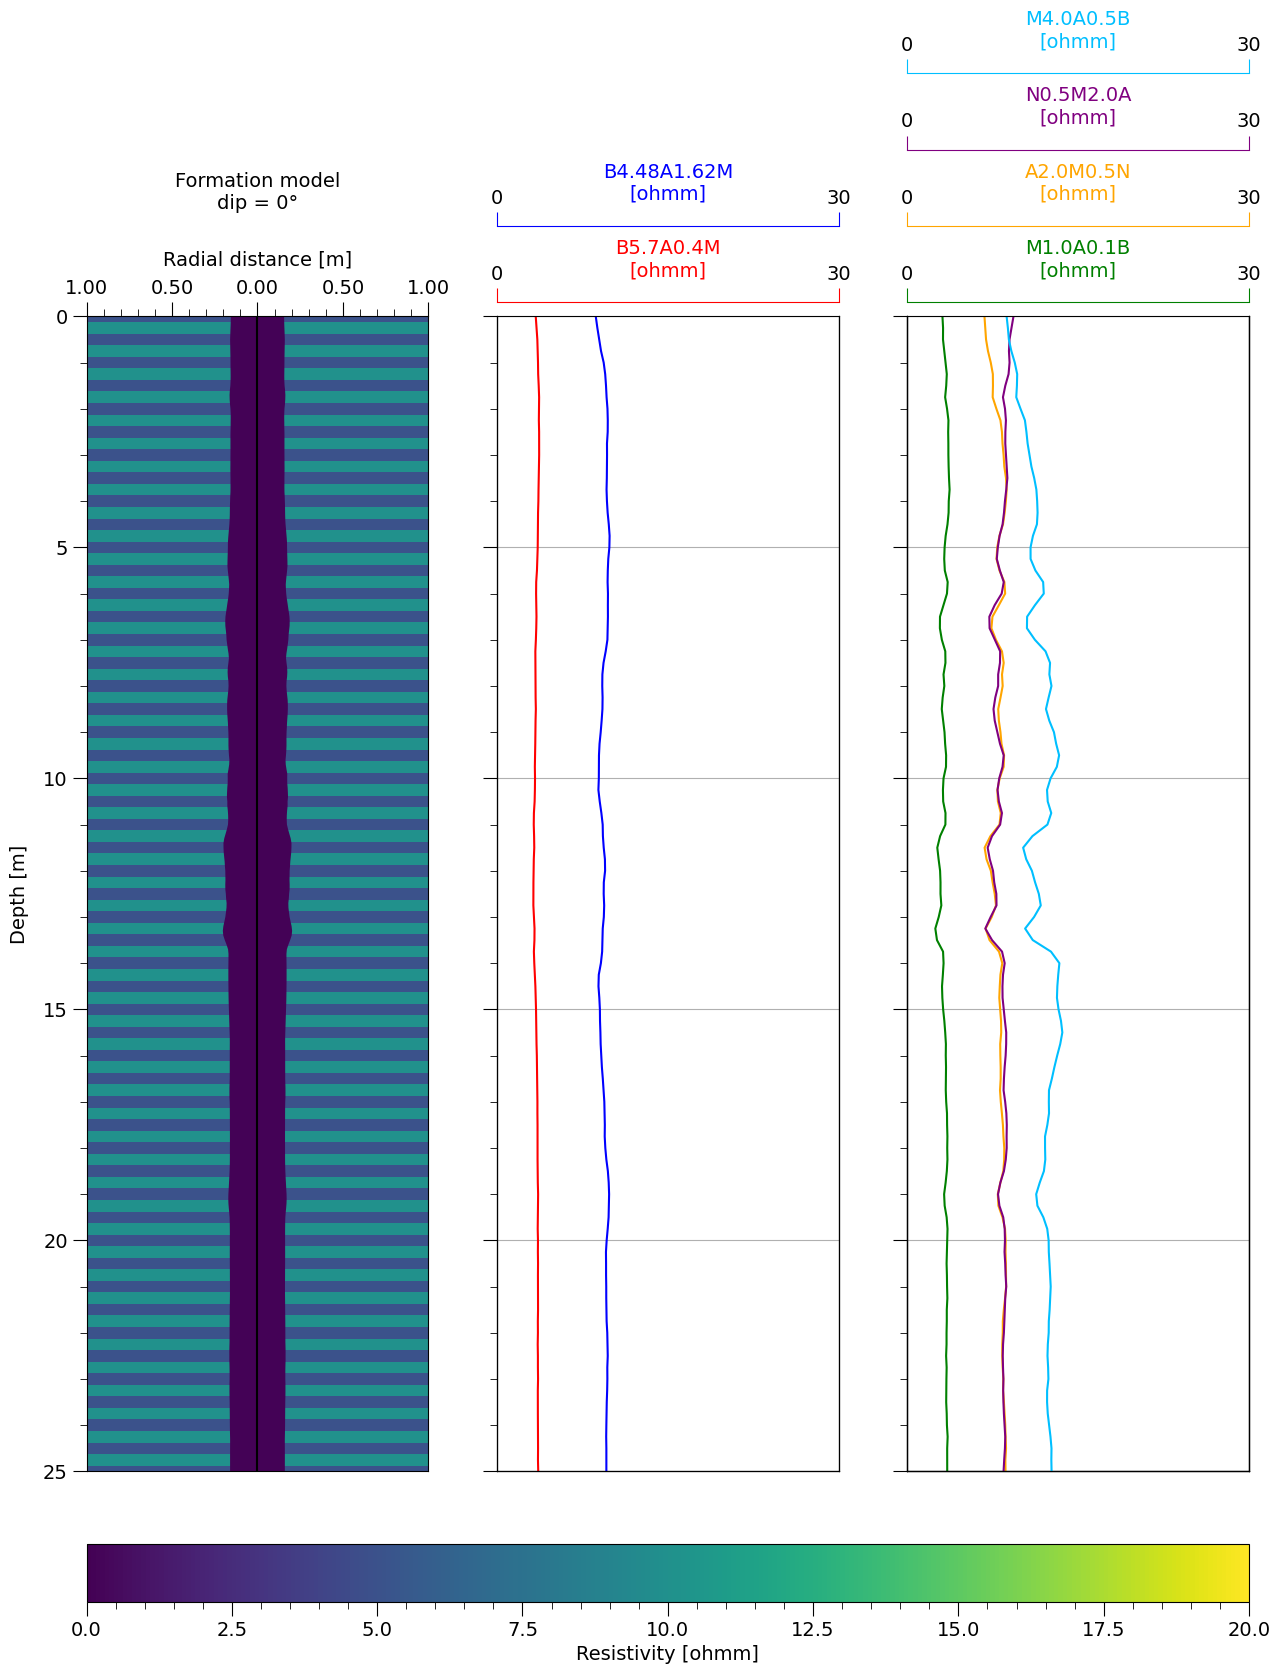 M4.0A0.5B
[ohmm]
0 30
N0.5M2.0A
[ohmm]
0 30
Formation model
dip = 0°
B4.48A1.62M
[ohmm]
0 30
A2.0M0.5N
[ohmm]
0 30
Radial distance [m]
1.00 0.50 0.00 0.50 1.00
B5.7A0.4M
[ohmm]
0 30
M1.0A0.1B
[ohmm]
0 30
0
5
10
15
20
25
Depth [m]
0.0 2.5 5.0 7.5 10.0 12.5 15.0 17.5 20.0
Resistivity [ohmm]